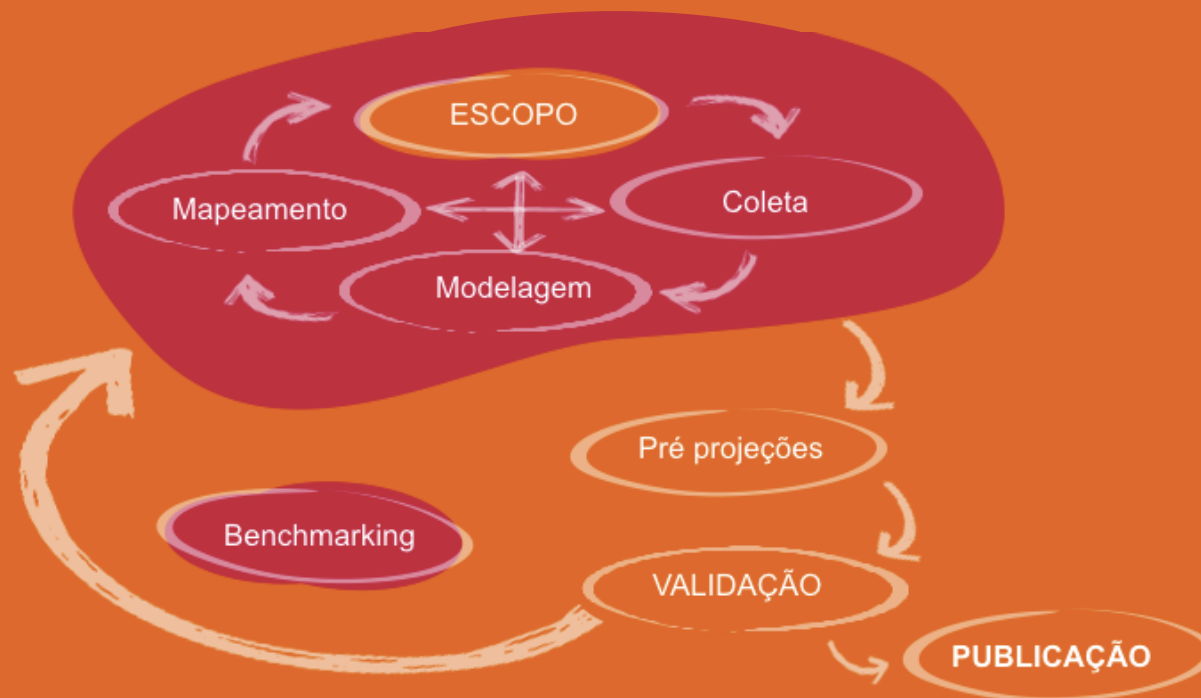 ESCOPO
Mapeamento
Coleta
Modelagem
Pré projeções
Benchmarking
VALIDAÇÃO
PUBLICAÇÃO